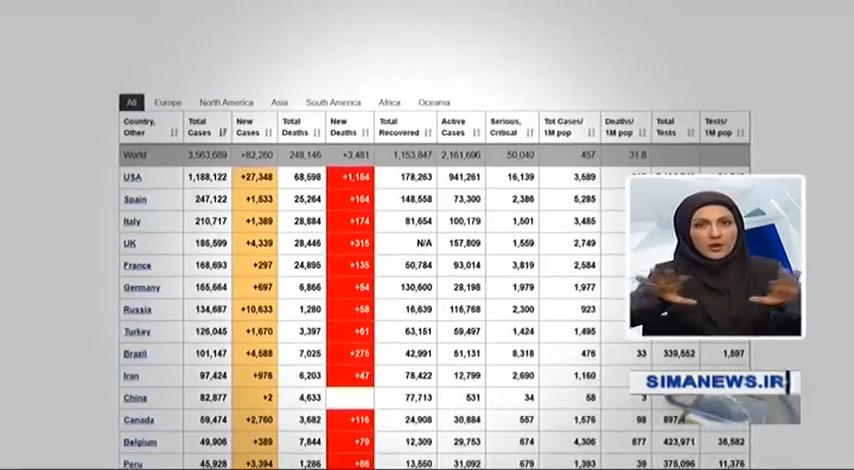 All Europe North America Asia South America Africa Oceania
Country, Other Total Cases New Cases Total Deaths New Deaths Total Recovered Active Cases Serious, Critical Tot Cases/ 1M pop Deaths/ 1M pop Total Tests Tests/ 1M pop
World 3,563,689 +82,260 248,146 +3,481 1,153,847 2,161,696 50,040 457 31.8
USA 1,188,122 +27,348 68,598 +1,154 178,263 941,261 16,139 3,589
Spain 247,122 +1,533 25,264 +164 148,558 73,300 2,386 5,285
Italy 210,717 +1,389 28,884 +174 81,654 100,179 1,501 3,485
UK 186,599 +4,339 28,446 +315 N/A 157,809 1,559 2,749
France 168,693 +297 24,895 +135 50,784 93,014 3,819 2,584
Germany 165,664 +697 6,866 +54 130,600 28,198 1,979 1,977
Russia 134,687 +10,633 1,280 +58 16,639 116,768 2,300 923
Turkey 126,045 +1,670 3,397 +61 63,151 59,497 1,424 1,495
Brazil 101,147 +4,588 7,025 +275 42,991 51,131 8,318 476 33 339,552 1,597
Iran 97,424 +976 6,203 +47 78,422 12,799 2,690 1,160
SIMANEWS.IR
China 82,877 +2 4,633 77,713 531 34 58 3
Canada 59,474 +2,760 3,682 +116 24,908 30,884 557 1,576 98
Belgium 49,906 +389 7,844 +79 12,309 29,753 674 4,306 677 423,971 36,582
Peru 45,928 +3,394 1,286 +86 13,550 31,092 679 1,393 39 375,096 11,376